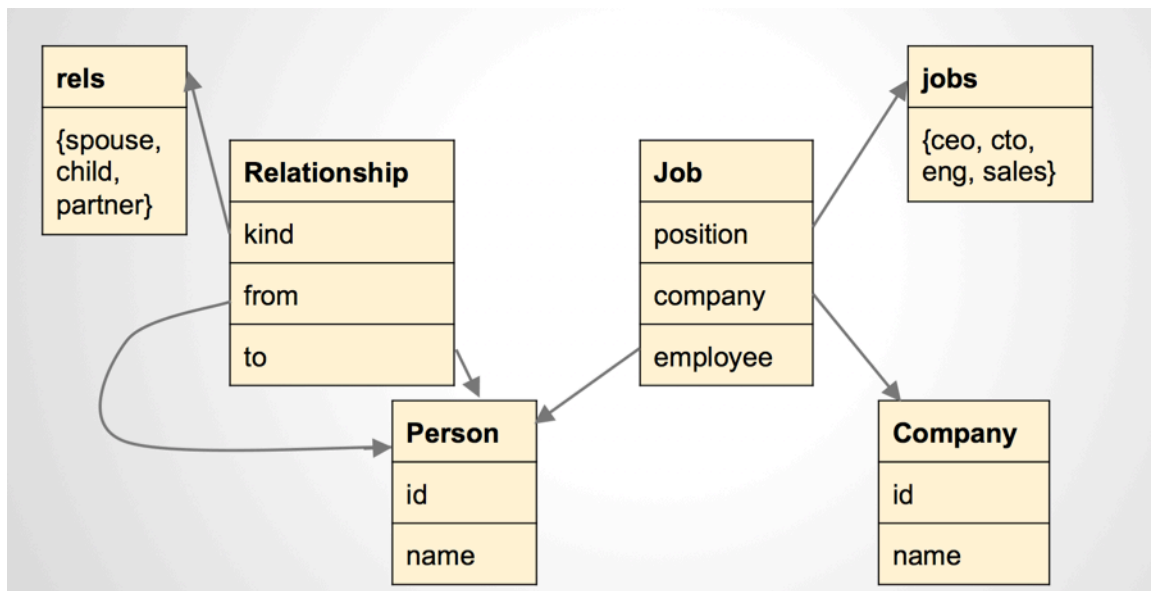 rels
{spouse,
child,
partner}
Relationship
kind
from
to
Job
position
company
employee
jobs
{ceo, cto,
eng, sales}
Person
id
name
Company
id
name